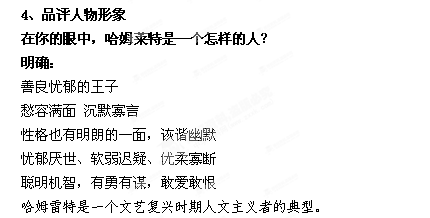 4、品评人物形象
在你的眼中，哈姆莱特是一个怎样的人？
明确：
善良忧郁的王子
愁容满面 沉默寡言
性格也有明朗的一面，诙谐幽默
忧郁厌世、软弱迟疑、优柔寡断
聪明机智，有勇有谋，敢爱敢恨
哈姆雷特是一个文艺复兴时期人文主义者的典型。